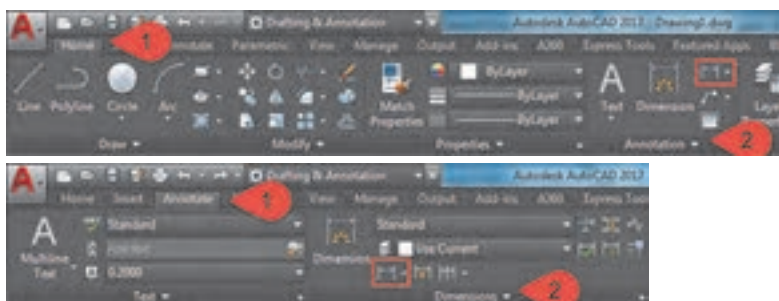 A Drafting & Annotation Autodesk AutoCAD 2017 Drawing1.dwg
Home 1 Annotate Parametric View Manage Output Add-ins A360 Express Tools Featured Apps
Line Polyline Circle Arc Match Properties ByLayer ByLayer ByLayer A Text Dimension
Draw Modify Properties Annotation 2
A Drafting & Annotation Autodesk AutoCAD 2017
Home Insert Annotate 1 View Manage Output Add-ins A360 Express Tools
A Multiline Text Standard Dimension Standard
Use Current
0.2000
Text Dimensions 2